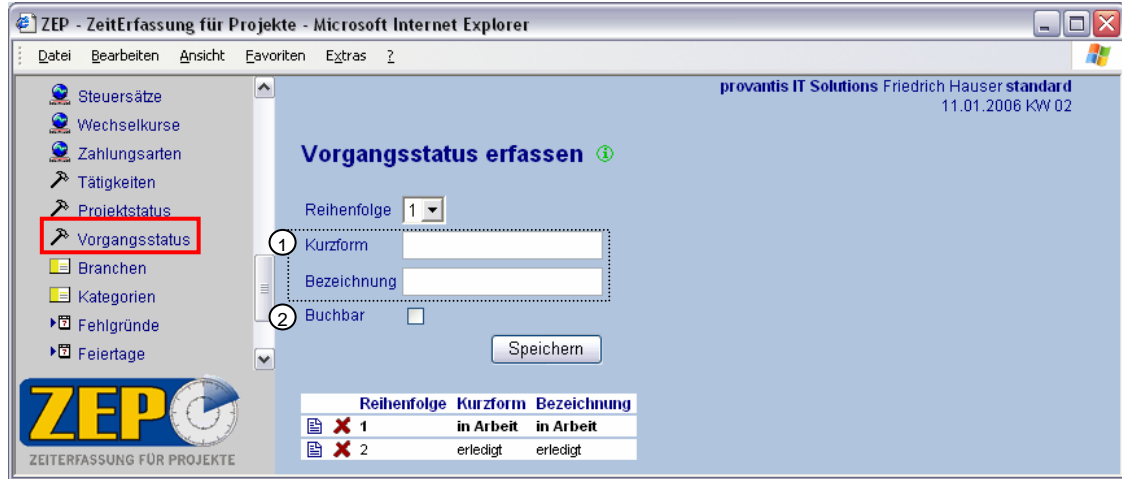 ZEP - ZeitErfassung für Projekte - Microsoft Internet Explorer
Datei Bearbeiten Ansicht Favoriten Extras ?
Steuersätze
Wechselkurse
Zahlungsarten
Tätigkeiten
Projektstatus
Vorgangsstatus
Branchen
Kategorien
Fehlgründe
Feiertage
ZEP
ZEITERFASSUNG FÜR PROJEKTE
provantis IT Solutions Friedrich Hauser standard
11.01.2006 KW 02
Vorgangsstatus erfassen
Reihenfolge 1
1 Kurzform
Bezeichnung
2 Buchbar
Speichern
Reihenfolge Kurzform Bezeichnung
1 in Arbeit in Arbeit
2 erledigt erledigt